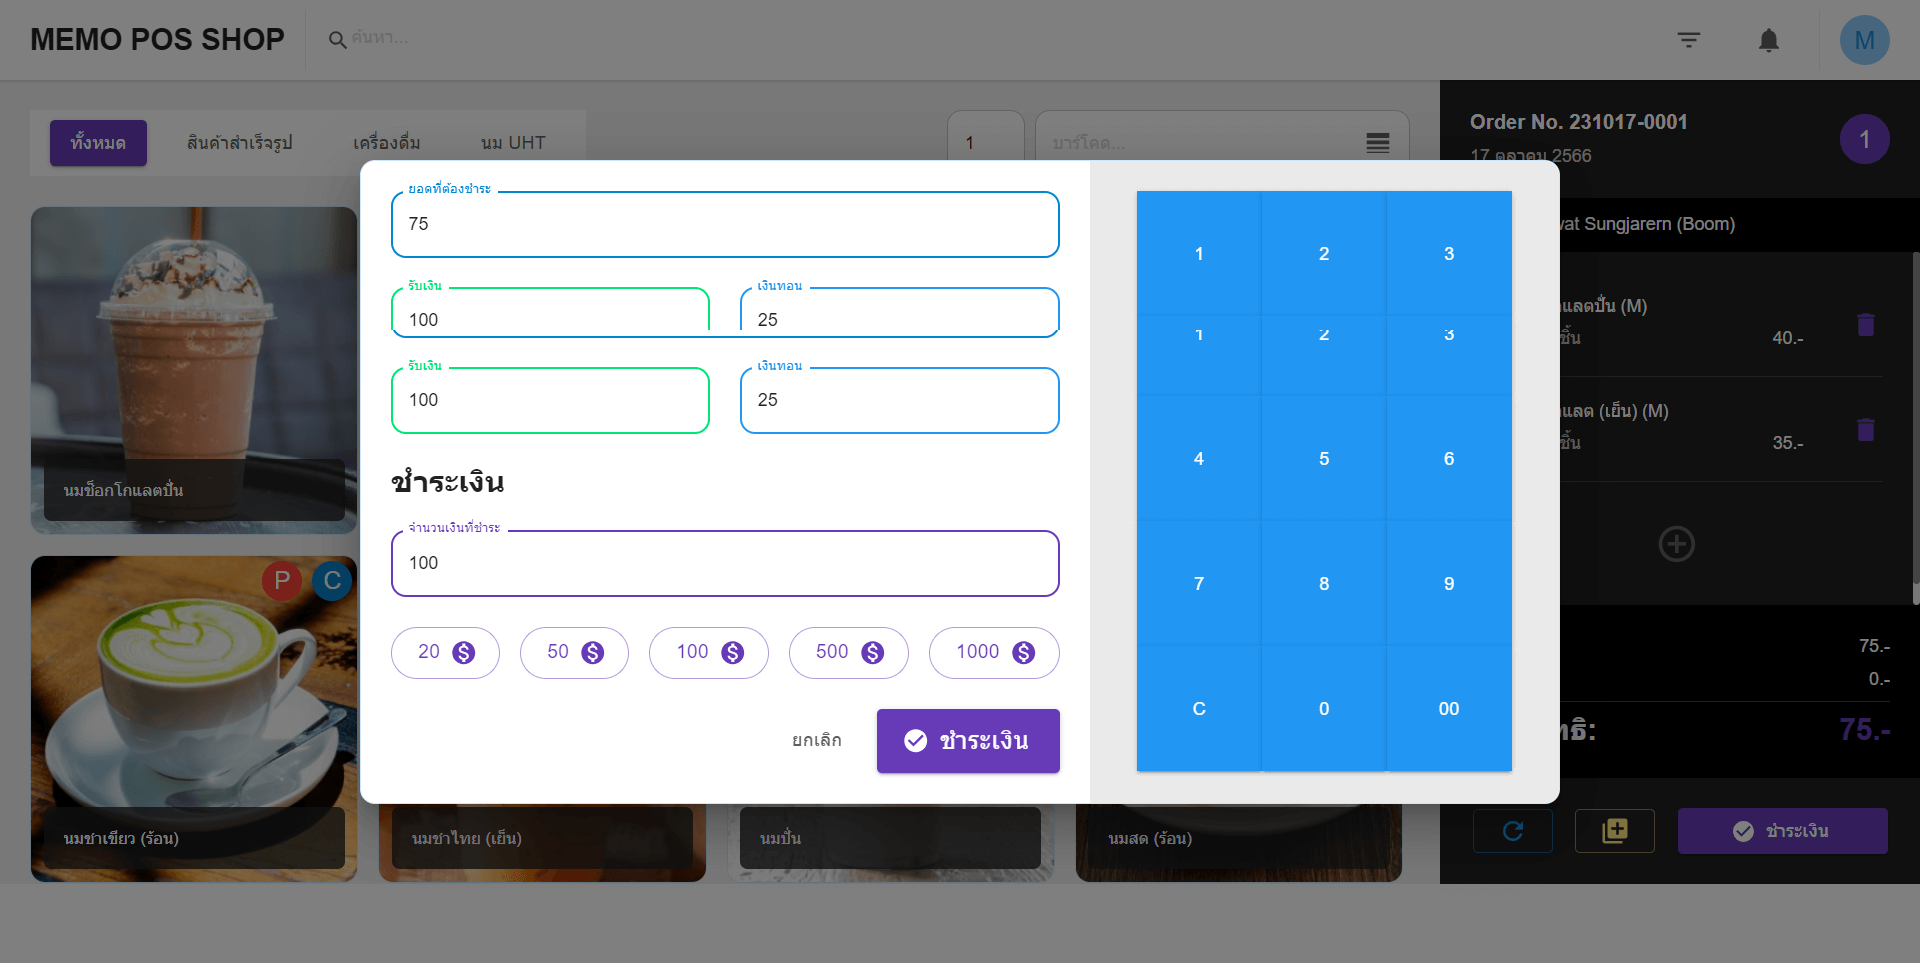 MEMO POS SHOP
ค้นหา...
M
ทั้งหมด
สินค้าสำเร็จรูป
เครื่องดื่ม
นม UHT
1
บาร์โค้ด...
Order No. 231017-0001
17 ตุลาคม 2566
1
vat Sungjarern (Boom)
ยอดที่ต้องชำระ
75
รับเงิน
100
เงินทอน
25
รับเงิน
100
เงินทอน
25
ชำระเงิน
จำนวนเงินที่ชำระ
100
20 $
50 $
100 $
500 $
1000 $
ยกเลิก
ชำระเงิน
1 2 3
1 2 3
4 5 6
7 8 9
C 0 00
แลตปั่น (M)
ชิ้น
40.-
แลต (เย็น) (M)
ชิ้น
35.-
75.-
0.-
ทธิ:
75.-
ชำระเงิน
นมช็อกโกแลตปั่น
P C
นมชาเขียว (ร้อน)
นมชาไทย (เย็น)
นมปั่น
นมสด (ร้อน)